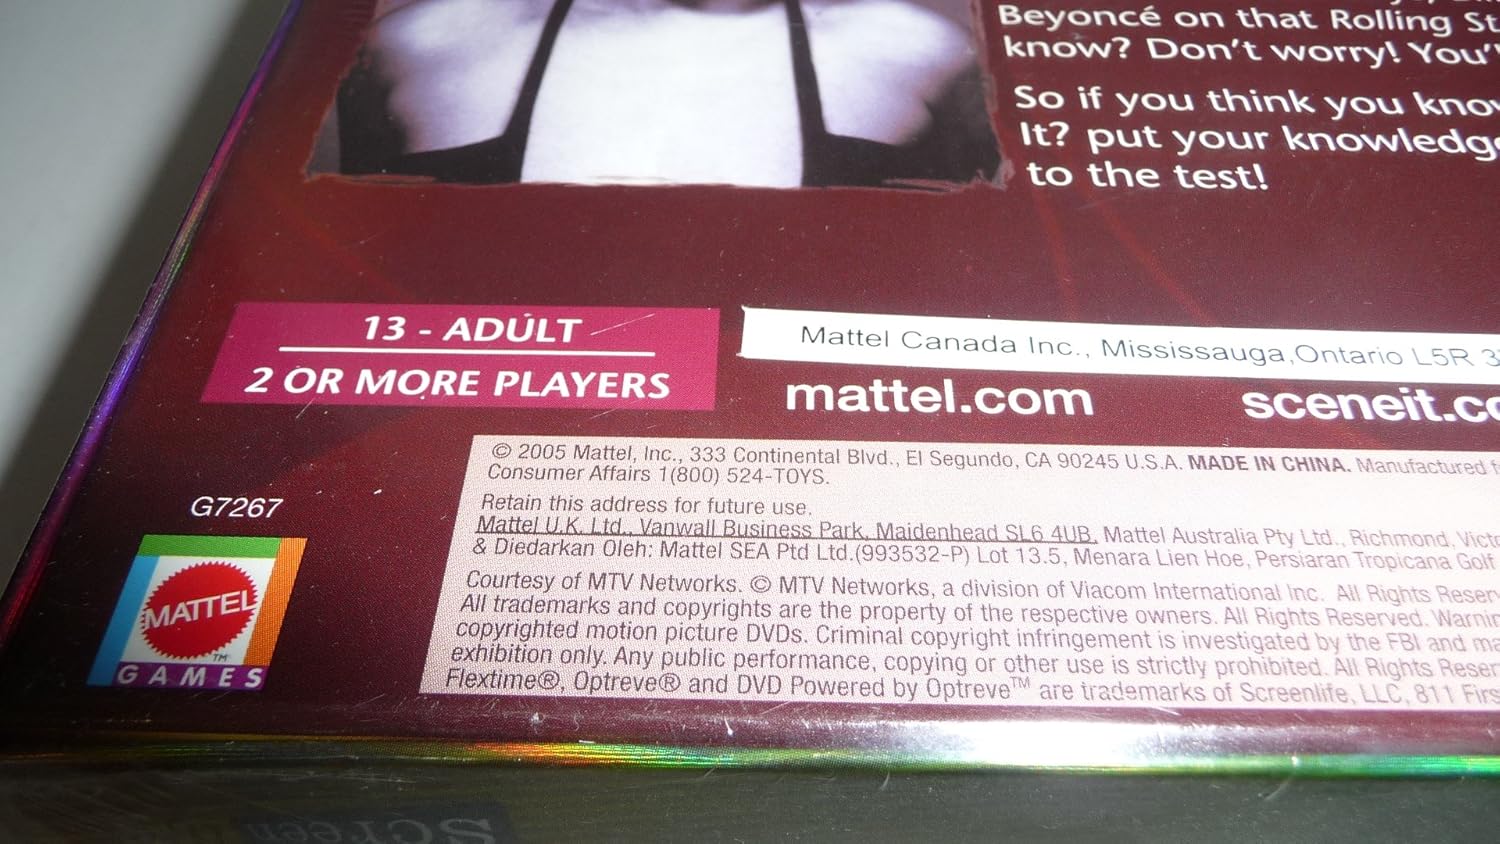 Beyoncé on that Rolling
know? Don't worry!
So if you think you
It? put your
to the test!
13 - ADULT
2 OR MORE PLAYERS
Mattel Canada Inc., Mississauga,Ontario L5R
mattel.com
G7267
MATTEL
TM
GAMES
© 2005 Mattel, Inc., 333 Continental Blvd., El Segundo, CA 90245 U.S.A. MADE IN CHINA. Manufactured
Consumer Affairs 1(800) 524-TOYS.
Retain this address for future use.
Mattel U.K. Ltd., Vanwall Business Park, Maidenhead SL6 4UB. Mattel Australia Pty Ltd., Richmond,
& Diedarkan Oleh: Mattel SEA Ptd Ltd.(993532-P) Lot 13.5, Menara Lien Hoe, Persiaran Tropicana Golf
Courtesy of MTV Networks. © MTV Networks, a division of Viacom International Inc. All Rights
All trademarks and copyrights are the property of the respective owners. All Rights Reserved.
copyrighted motion picture DVDs. Criminal copyright infringement is investigated by the FBI and
exhibition only. Any public performance, copying or other use is strictly prohibited. All Rights
Flextime®, Optreve® and DVD Powered by Optreve™ are trademarks of Screenlife, LLC, 811